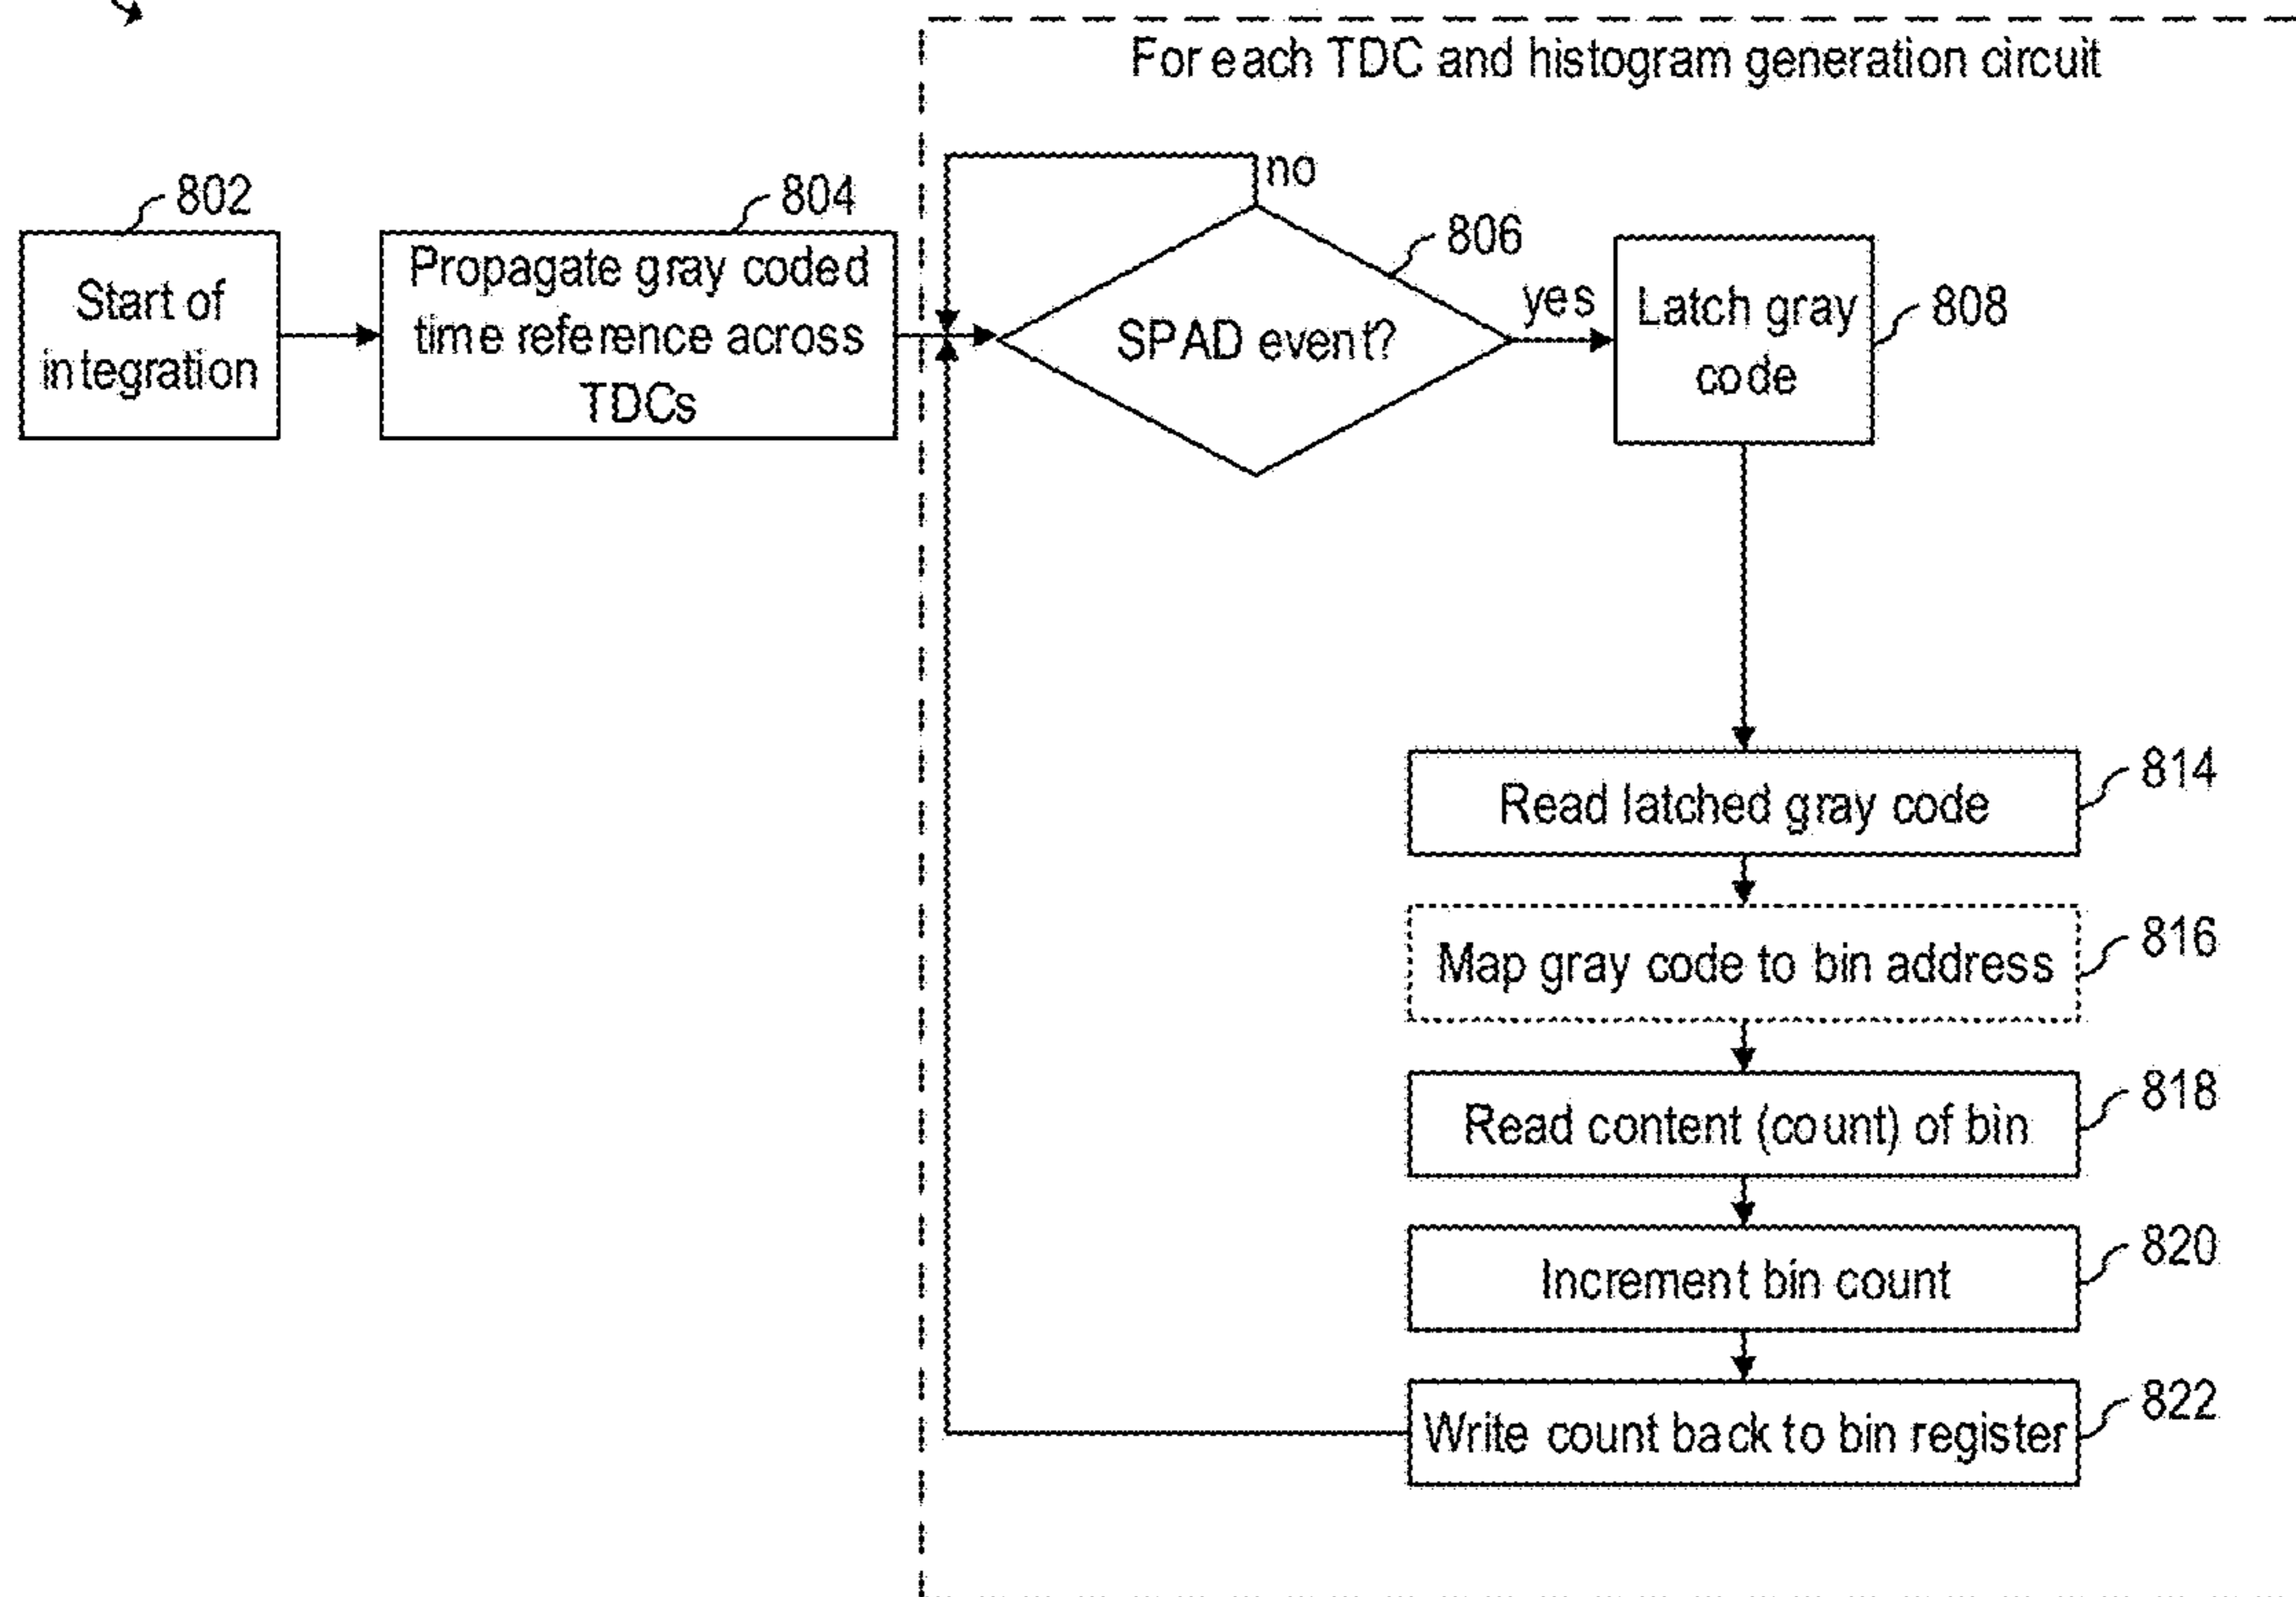 For each TDC and histogram generation circuit
no
802
804
806
Start of
integration
Propagate gray coded
time reference across
TDCs
SPAD event?
yes
Latch gray
code
808
Read latched gray code
814
Map gray code to bin address
816
Read content (count) of bin
818
Increment bin count
820
Write count back to bin register
822